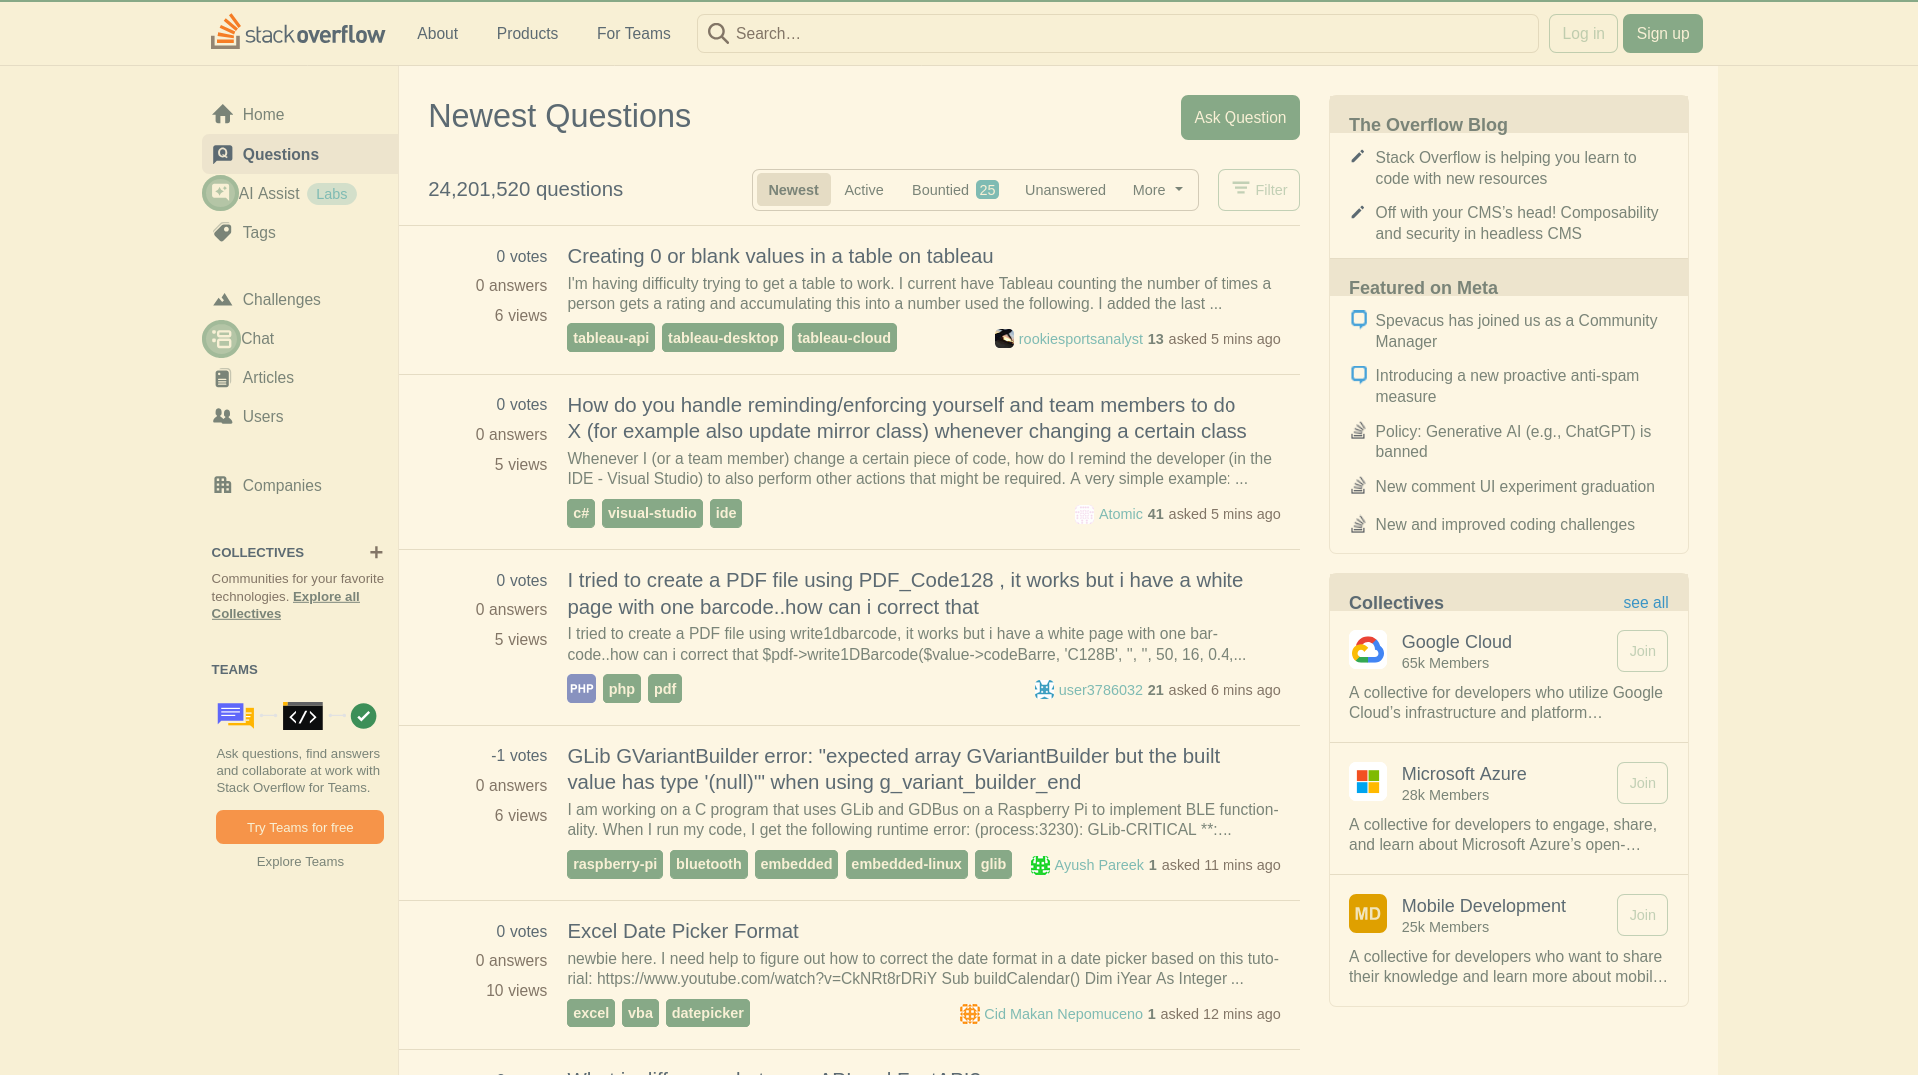 stackoverflow
About
Products
For Teams
Search…
Log in
Sign up
Home
Questions
AI Assist Labs
Tags
Challenges
Chat
Articles
Users
Companies
COLLECTIVES
Communities for your favorite
technologies. Explore all
Collectives
TEAMS
Ask questions, find answers
and collaborate at work with
Stack Overflow for Teams.
Try Teams for free
Explore Teams
Newest Questions
Ask Question
24,201,520 questions
Newest
Active
Bountied 25
Unanswered
More
Filter
0 votes
0 answers
6 views
Creating 0 or blank values in a table on tableau
I'm having difficulty trying to get a table to work. I current have Tableau counting the number of times a
person gets a rating and accumulating this into a number used the following. I added the last ...
tableau-api tableau-desktop tableau-cloud
rookiesportsanalyst 13 asked 5 mins ago
0 votes
0 answers
5 views
How do you handle reminding/enforcing yourself and team members to do
X (for example also update mirror class) whenever changing a certain class
Whenever I (or a team member) change a certain piece of code, how do I remind the developer (in the
IDE - Visual Studio) to also perform other actions that might be required. A very simple example: ...
c# visual-studio ide
Atomic 41 asked 5 mins ago
0 votes
0 answers
5 views
I tried to create a PDF file using PDF_Code128 , it works but i have a white
page with one barcode..how can i correct that
I tried to create a PDF file using write1dbarcode, it works but i have a white page with one bar-
code..how can i correct that $pdf->write1DBarcode($value->codeBarre, 'C128B', '', '', 50, 16, 0.4,...
PHP php pdf
user3786032 21 asked 6 mins ago
-1 votes
0 answers
6 views
GLib GVariantBuilder error: "expected array GVariantBuilder but the built
value has type '(null)'" when using g_variant_builder_end
I am working on a C program that uses GLib and GDBus on a Raspberry Pi to implement BLE function-
ality. When I run my code, I get the following runtime error: (process:3230): GLib-CRITICAL **:...
raspberry-pi bluetooth embedded embedded-linux glib
Ayush Pareek 1 asked 11 mins ago
0 votes
0 answers
10 views
Excel Date Picker Format
newbie here. I need help to figure out how to correct the date format in a date picker based on this tuto-
rial: https://www.youtube.com/watch?v=CkNRt8rDRiY Sub buildCalendar() Dim iYear As Integer ...
excel vba datepicker
Cid Makan Nepomuceno 1 asked 12 mins ago
The Overflow Blog
Stack Overflow is helping you learn to
code with new resources
Off with your CMS’s head! Composability
and security in headless CMS
Featured on Meta
Spevacus has joined us as a Community
Manager
Introducing a new proactive anti-spam
measure
Policy: Generative AI (e.g., ChatGPT) is
banned
New comment UI experiment graduation
New and improved coding challenges
Collectives
see all
Google Cloud
65k Members
Join
A collective for developers who utilize Google
Cloud’s infrastructure and platform…
Microsoft Azure
28k Members
Join
A collective for developers to engage, share,
and learn about Microsoft Azure’s open-…
MD
Mobile Development
25k Members
Join
A collective for developers who want to share
their knowledge and learn more about mobil…